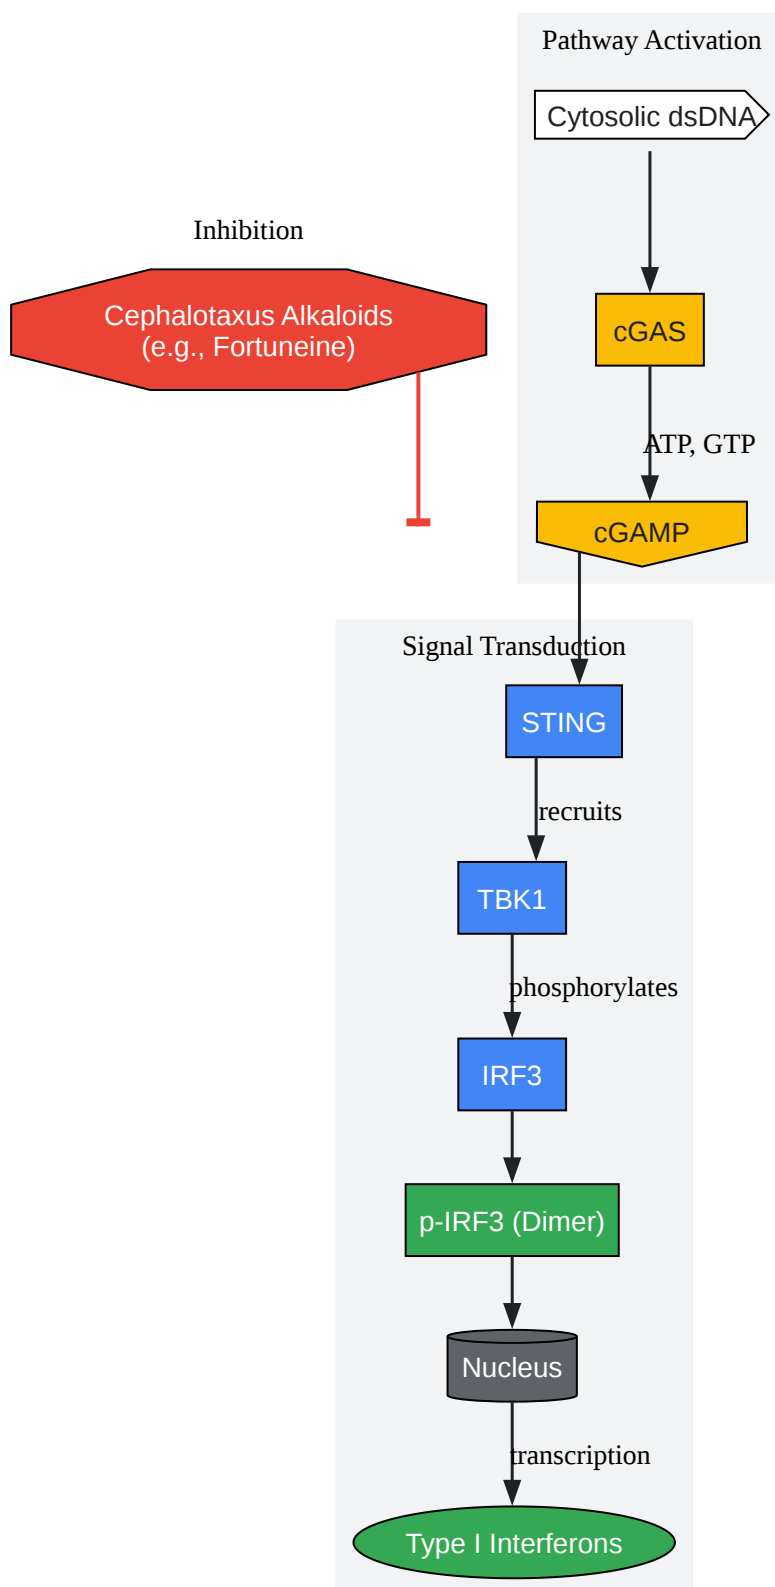 Pathway Activation
Cytosolic dsDNA
Inhibition
Cephalotaxus Alkaloids
(e.g., Fortuneine)
cGAS
ATP, GTP
cGAMP
Signal Transduction
STING
recruits
TBK1
phosphorylates
IRF3
p-IRF3 (Dimer)
Nucleus
transcription
Type I Interferons